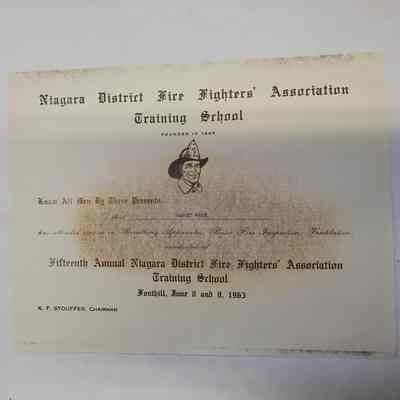 Niagara District Fire Fighters' Association
Training School
FOUNDED IN 1949
Know All Men By These Presents
that
has attended course in Breathing Apparatus, Basic Fire Inspection, Ventilation,
conducted at
Fifteenth Annual Niagara District Fire Fighters' Association
Training School
Fonthill, June 8 and 9, 1963
K. F. STOUFFER, CHAIRMAN